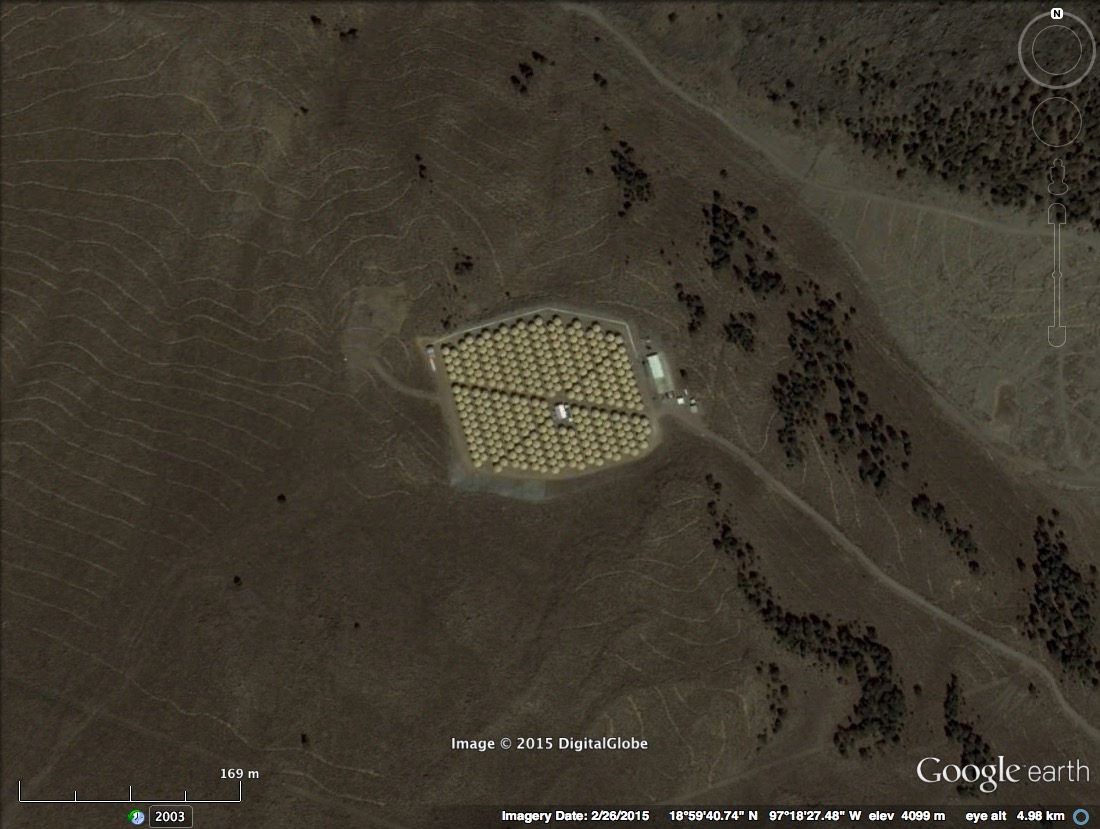 N
Image © 2015 DigitalGlobe
Google earth
169 m
2003
Imagery Date: 2/26/2015 18°59'40.74" N 97°18'27.48" W elev 4099 m eye alt 4.98 km